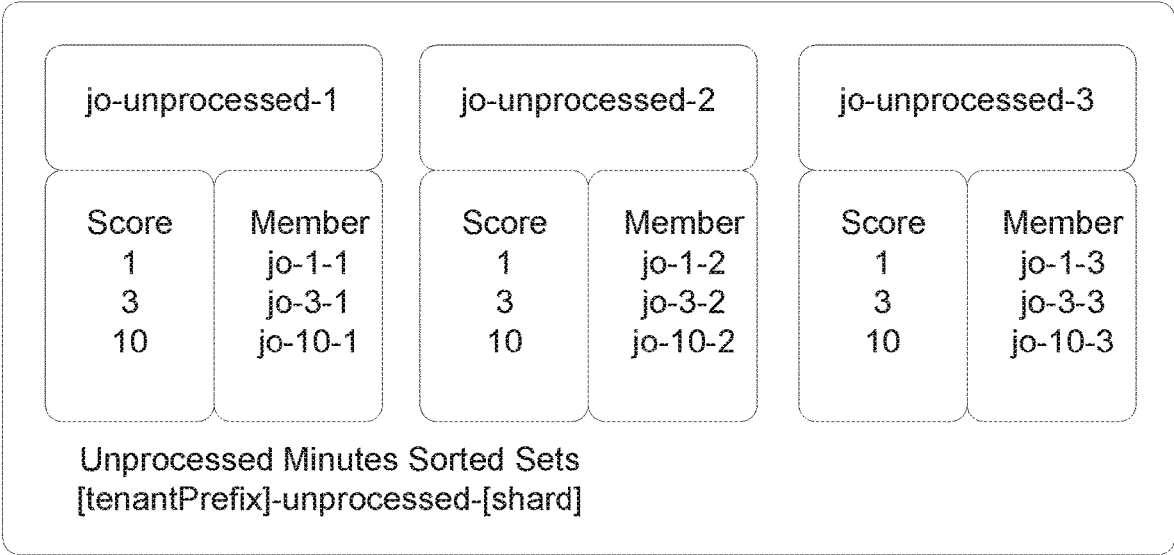 jo-unprocessed-1
jo-unprocessed-2
jo-unprocessed-3
Score Member
1 jo-1-1
3 jo-3-1
10 jo-10-1
Score Member
1 jo-1-2
3 jo-3-2
10 jo-10-2
Score Member
1 jo-1-3
3 jo-3-3
10 jo-10-3
Unprocessed Minutes Sorted Sets
[tenantPrefix]-unprocessed-[shard]